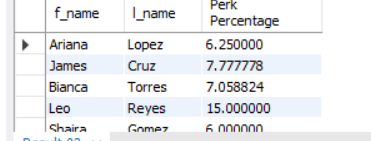 f_name l_name Perk Percentage
Ariana Lopez 6.250000
James Cruz 7.777778
Bianca Torres 7.058824
Leo Reyes 15.000000
Shaira Gomez 6.000000